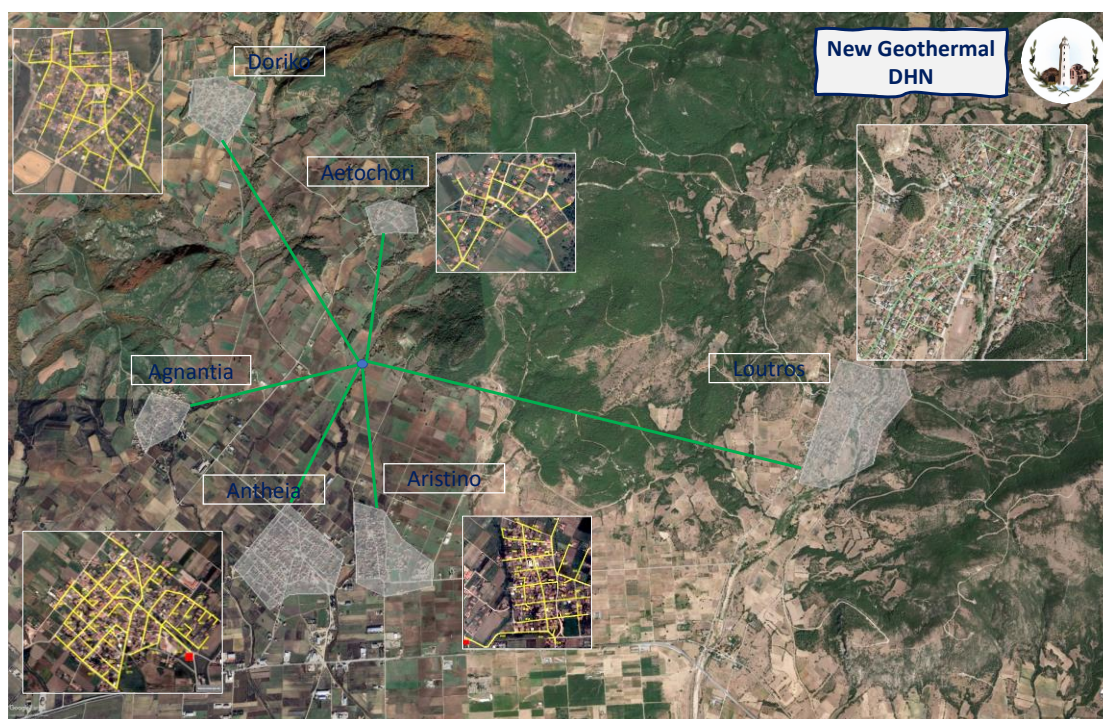 New Geothermal
DHN
Doriko
Aetochori
Agnantia
Loutros
Antheia
Aristino